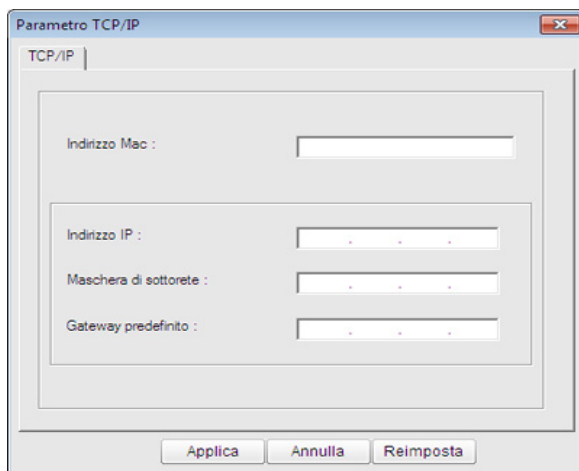 Parametro TCP/IP
TCP/IP
Indirizzo Mac :
Indirizzo IP :
. . .
Maschera di sottorete :
. . .
Gateway predefinito :
. . .
Applica Annulla Reimposta